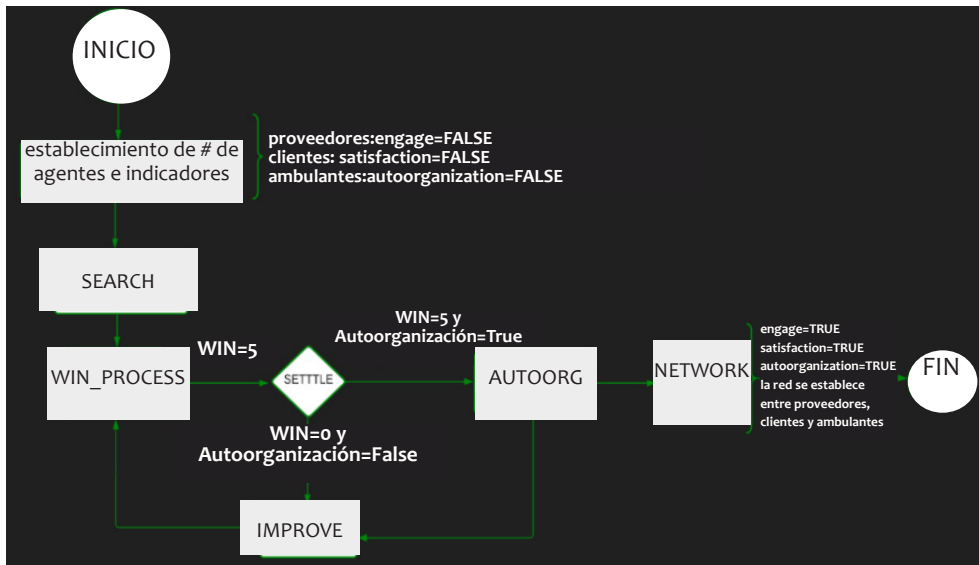 INICIO
establecimiento de # de
agentes e indicadores
proveedores:engage=FALSE
clientes: satisfaction=FALSE
ambulantes:autoorganization=FALSE
SEARCH
WIN_PROCESS
WIN=5
SETTTLE
WIN=5 y
Autoorganización=True
WIN=0 y
Autoorganización=False
AUTOORG
NETWORK
engage=TRUE
satisfaction=TRUE
autoorganization=TRUE
la red se establece
entre proveedores,
clientes y ambulantes
FIN
IMPROVE